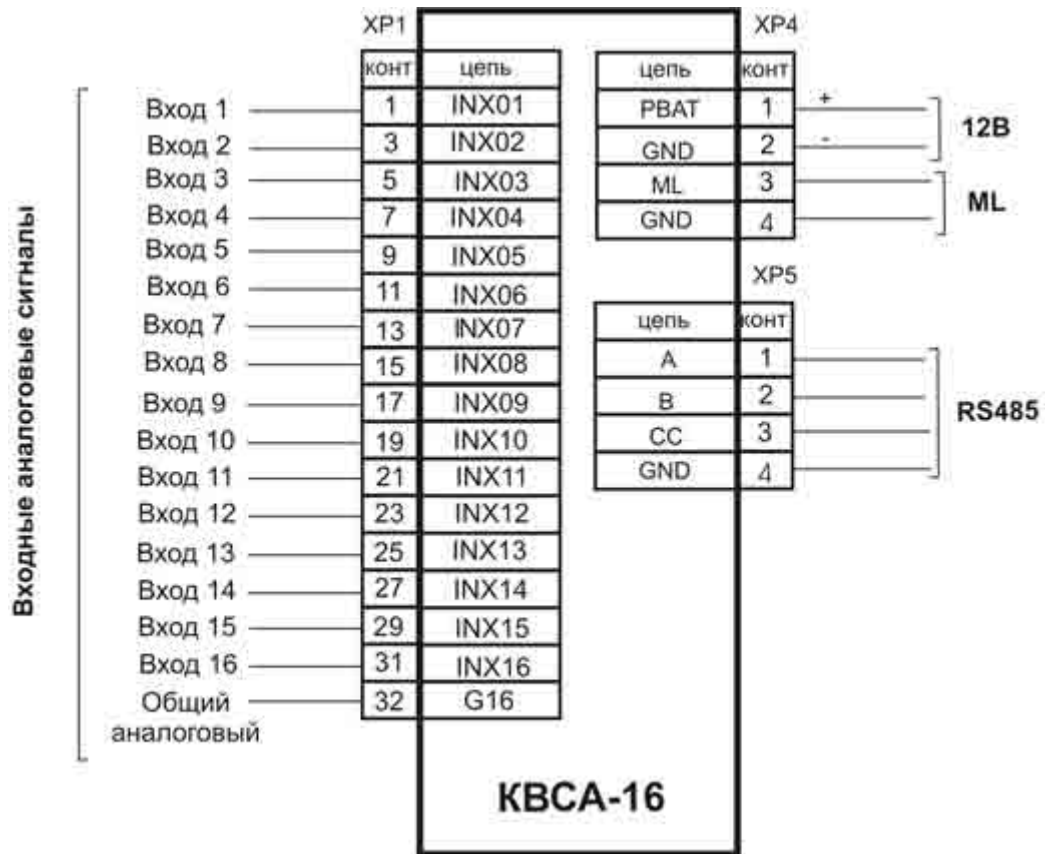 XP1
конт цепь
Входные аналоговые сигналы
Вход 1 1 INX01
Вход 2 3 INX02
Вход 3 5 INX03
Вход 4 7 INX04
Вход 5 9 INX05
Вход 6 11 INX06
Вход 7 13 INX07
Вход 8 15 INX08
Вход 9 17 INX09
Вход 10 19 INX10
Вход 11 21 INX11
Вход 12 23 INX12
Вход 13 25 INX13
Вход 14 27 INX14
Вход 15 29 INX15
Вход 16 31 INX16
Общий 32 G16
аналоговый
XP4
цепь конт
PBAT 1 + 12В
GND 2 -
ML 3 ML
GND 4
XP5
цепь конт
A 1 RS485
B 2
CC 3
GND 4
КВСА-16